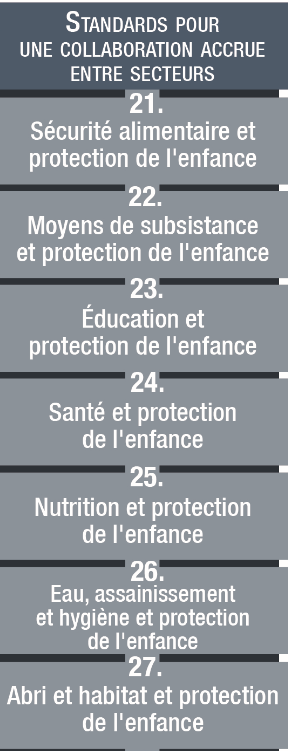 STANDARDS POUR
UNE COLLABORATION ACCRUE
ENTRE SECTEURS
21.
Sécurité alimentaire et
protection de l'enfance
22.
Moyens de subsistance
et protection de l'enfance
23.
Éducation et
protection de l'enfance
24.
Santé et protection
de l'enfance
25.
Nutrition et protection
de l'enfance
26.
Eau, assainissement
et hygiène et protection
de l'enfance
27.
Abri et habitat et protection
de l'enfance